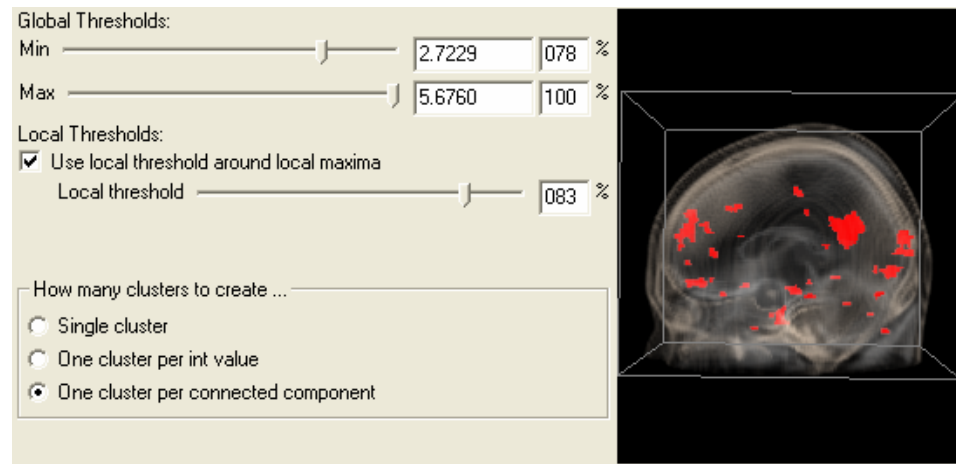 Global Thresholds:
Min 2.7229 078 %
Max 5.6760 100 %
Local Thresholds:
Use local threshold around local maxima
Local threshold 083 %
How many clusters to create ...
Single cluster
One cluster per int value
One cluster per connected component